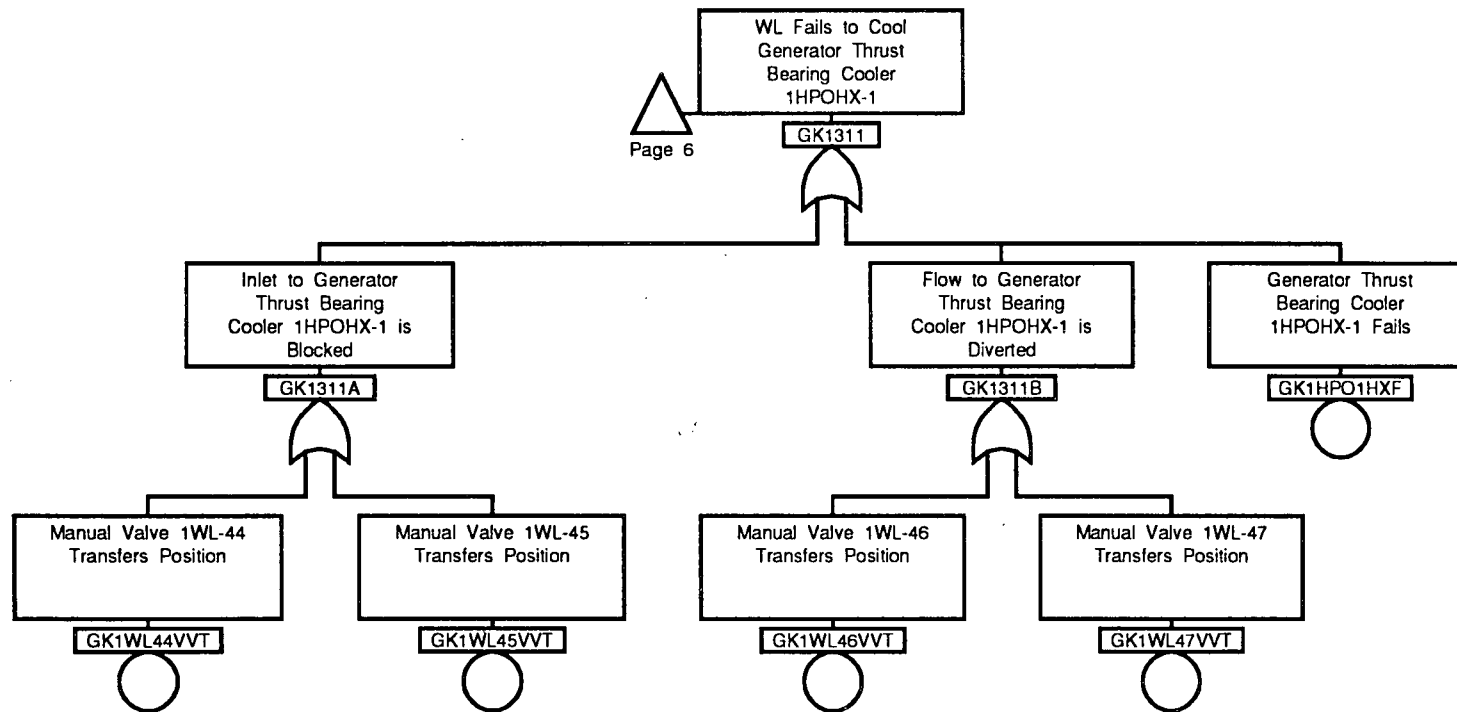 WL Fails to Cool
Generator Thrust
Bearing Cooler
1HPOHX-1
Page 6
GK1311
Inlet to Generator
Thrust Bearing
Cooler 1HPOHX-1 is
Blocked
GK1311A
Flow to Generator
Thrust Bearing
Cooler 1HPOHX-1 is
Diverted
GK1311B
Generator Thrust
Bearing Cooler
1HPOHX-1 Fails
GK1HPO1HXF
Manual Valve 1WL-44
Transfers Position
GK1WL44VVT
Manual Valve 1WL-45
Transfers Position
GK1WL45VVT
Manual Valve 1WL-46
Transfers Position
GK1WL46VVT
Manual Valve 1WL-47
Transfers Position
GK1WL47VVT